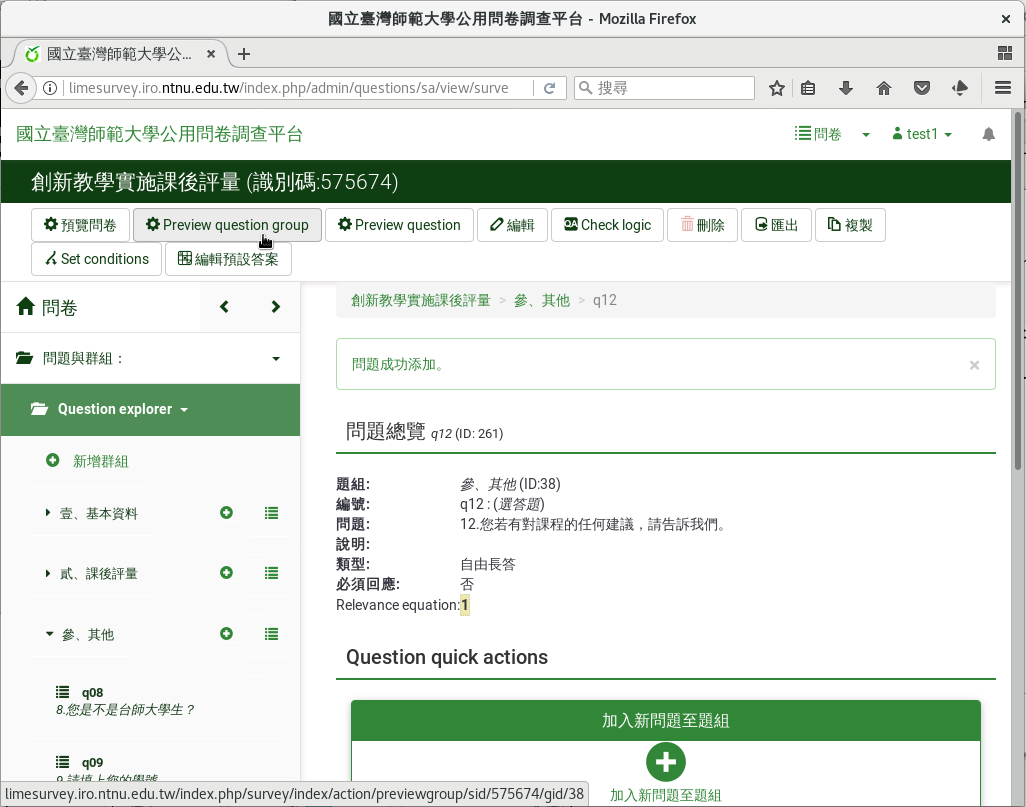 國立臺灣師範大學公用問卷調查平台 - Mozilla Firefox
國立臺灣師範大學公...
limesurvey.iro.ntnu.edu.tw/index.php/admin/questions/sa/view/surve
搜尋
國立臺灣師範大學公用問卷調查平台
問卷
test1
創新教學實施課後評量 (識別碼:575674)
預覽問卷
Preview question group
Preview question
編輯
Check logic
刪除
匯出
複製
Set conditions
編輯預設答案
問卷
問題與群組：
Question explorer
新增群組
壹、基本資料
貳、課後評量
參、其他
q08
8.您是不是台師大學生？
q09
9.請填上您的學號
創新教學實施課後評量 > 參、其他 > q12
問題成功添加。
×
問題總覽 q12 (ID: 261)
題組: 參、其他 (ID:38)
編號: q12 : (選答題)
問題: 12.您若有對課程的任何建議，請告訴我們。
說明:
類型: 自由長答
必須回應: 否
Relevance equation:1
Question quick actions
加入新問題至題組
加入新問題至題組
limesurvey.iro.ntnu.edu.tw/index.php/survey/index/action/previewgroup/sid/575674/gid/38